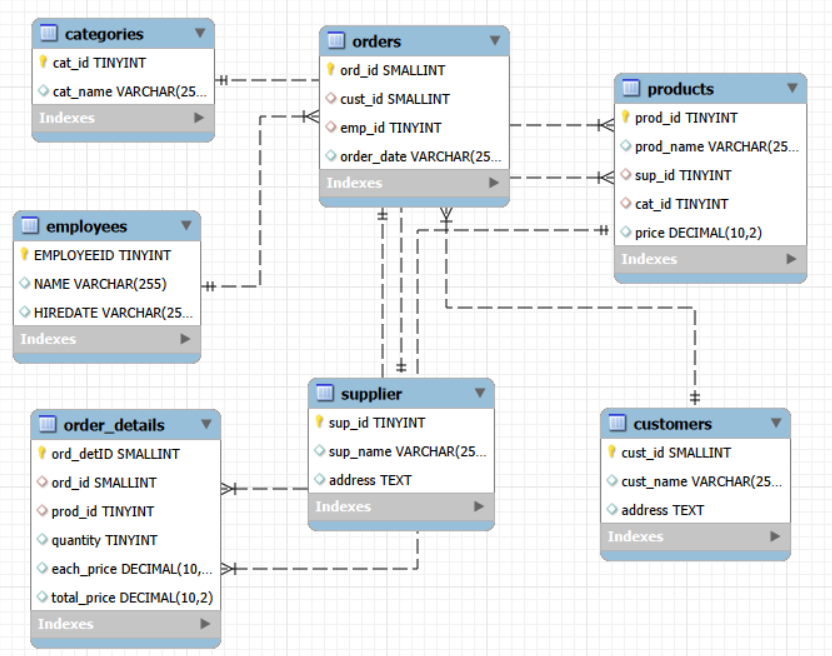 categories
cat_id TINYINT
cat_name VARCHAR(25...
Indexes
orders
ord_id SMALLINT
cust_id SMALLINT
emp_id TINYINT
order_date VARCHAR(25...
Indexes
products
prod_id TINYINT
prod_name VARCHAR(25...
sup_id TINYINT
cat_id TINYINT
price DECIMAL(10,2)
Indexes
employees
EMPLOYEEID TINYINT
NAME VARCHAR(255)
HIREDATE VARCHAR(25...
Indexes
supplier
sup_id TINYINT
sup_name VARCHAR(25...
address TEXT
Indexes
order_details
ord_detID SMALLINT
ord_id SMALLINT
prod_id TINYINT
quantity TINYINT
each_price DECIMAL(10,...
total_price DECIMAL(10,2)
Indexes
customers
cust_id SMALLINT
cust_name VARCHAR(25...
address TEXT
Indexes